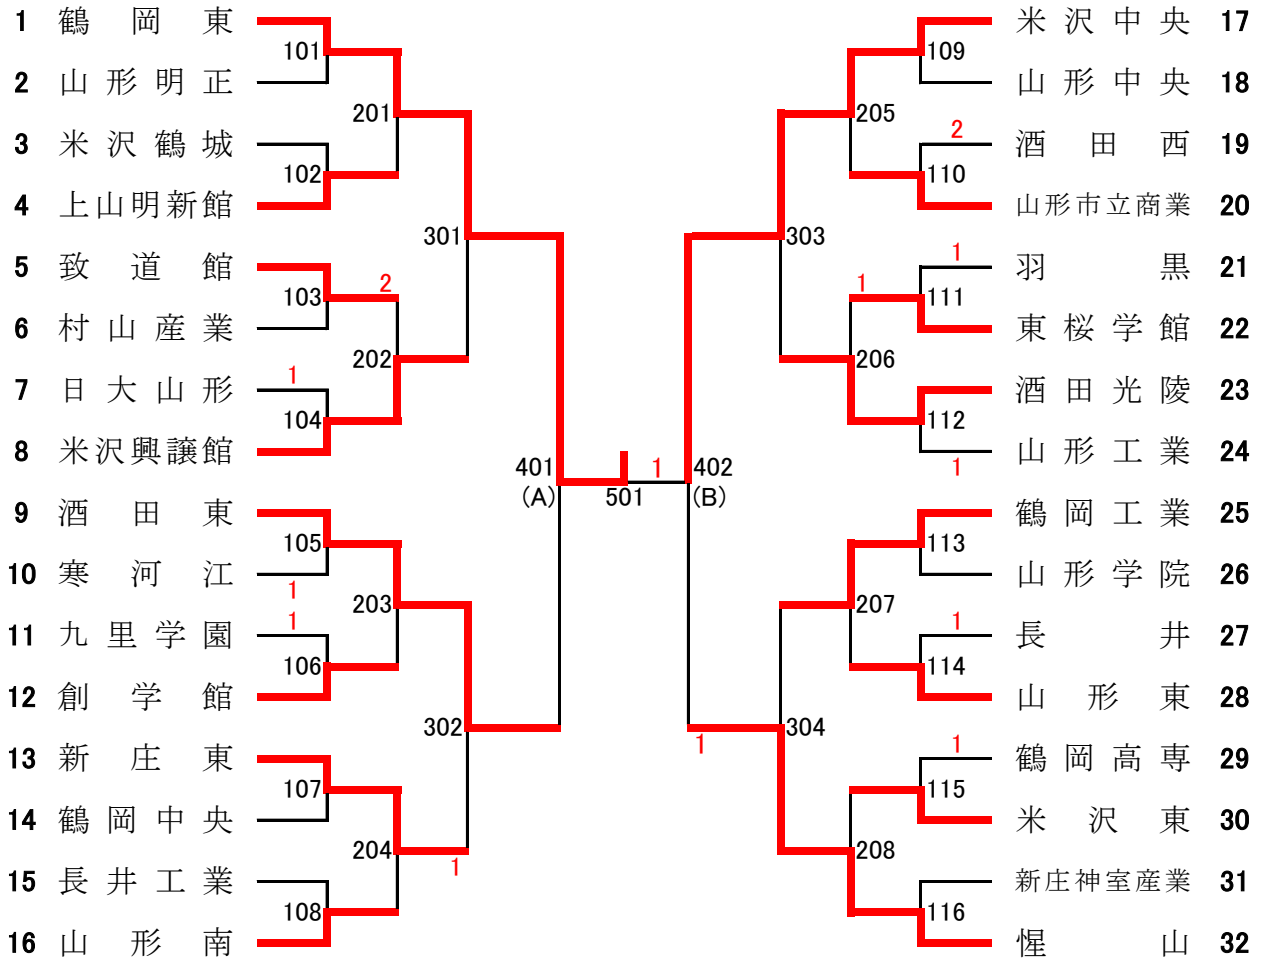 1 鶴岡東
101
2 山形明正
201
3 米沢鶴城
102
4 上山明新館
301
5 致道館
103
2
6 村山産業
202
1
7 日大山形
104
8 米沢興譲館
401
(A)
9 酒田東
105
10 寒河江
1
203
1
11 九里学園
106
12 創学館
302
13 新庄東
107
14 鶴岡中央
204
1
15 長井工業
108
16 山形南
501
1
米沢中央 17
109
山形中央 18
205
2
酒田西 19
110
山形市立商業 20
303
1
羽黒 21
1
111
東桜学館 22
206
酒田光陵 23
112
山形工業 24
1
402
(B)
鶴岡工業 25
113
山形学院 26
207
1
長井 27
114
山形東 28
304
1
1
鶴岡高専 29
115
米沢東 30
208
新庄神室産業 31
116
惺山 32